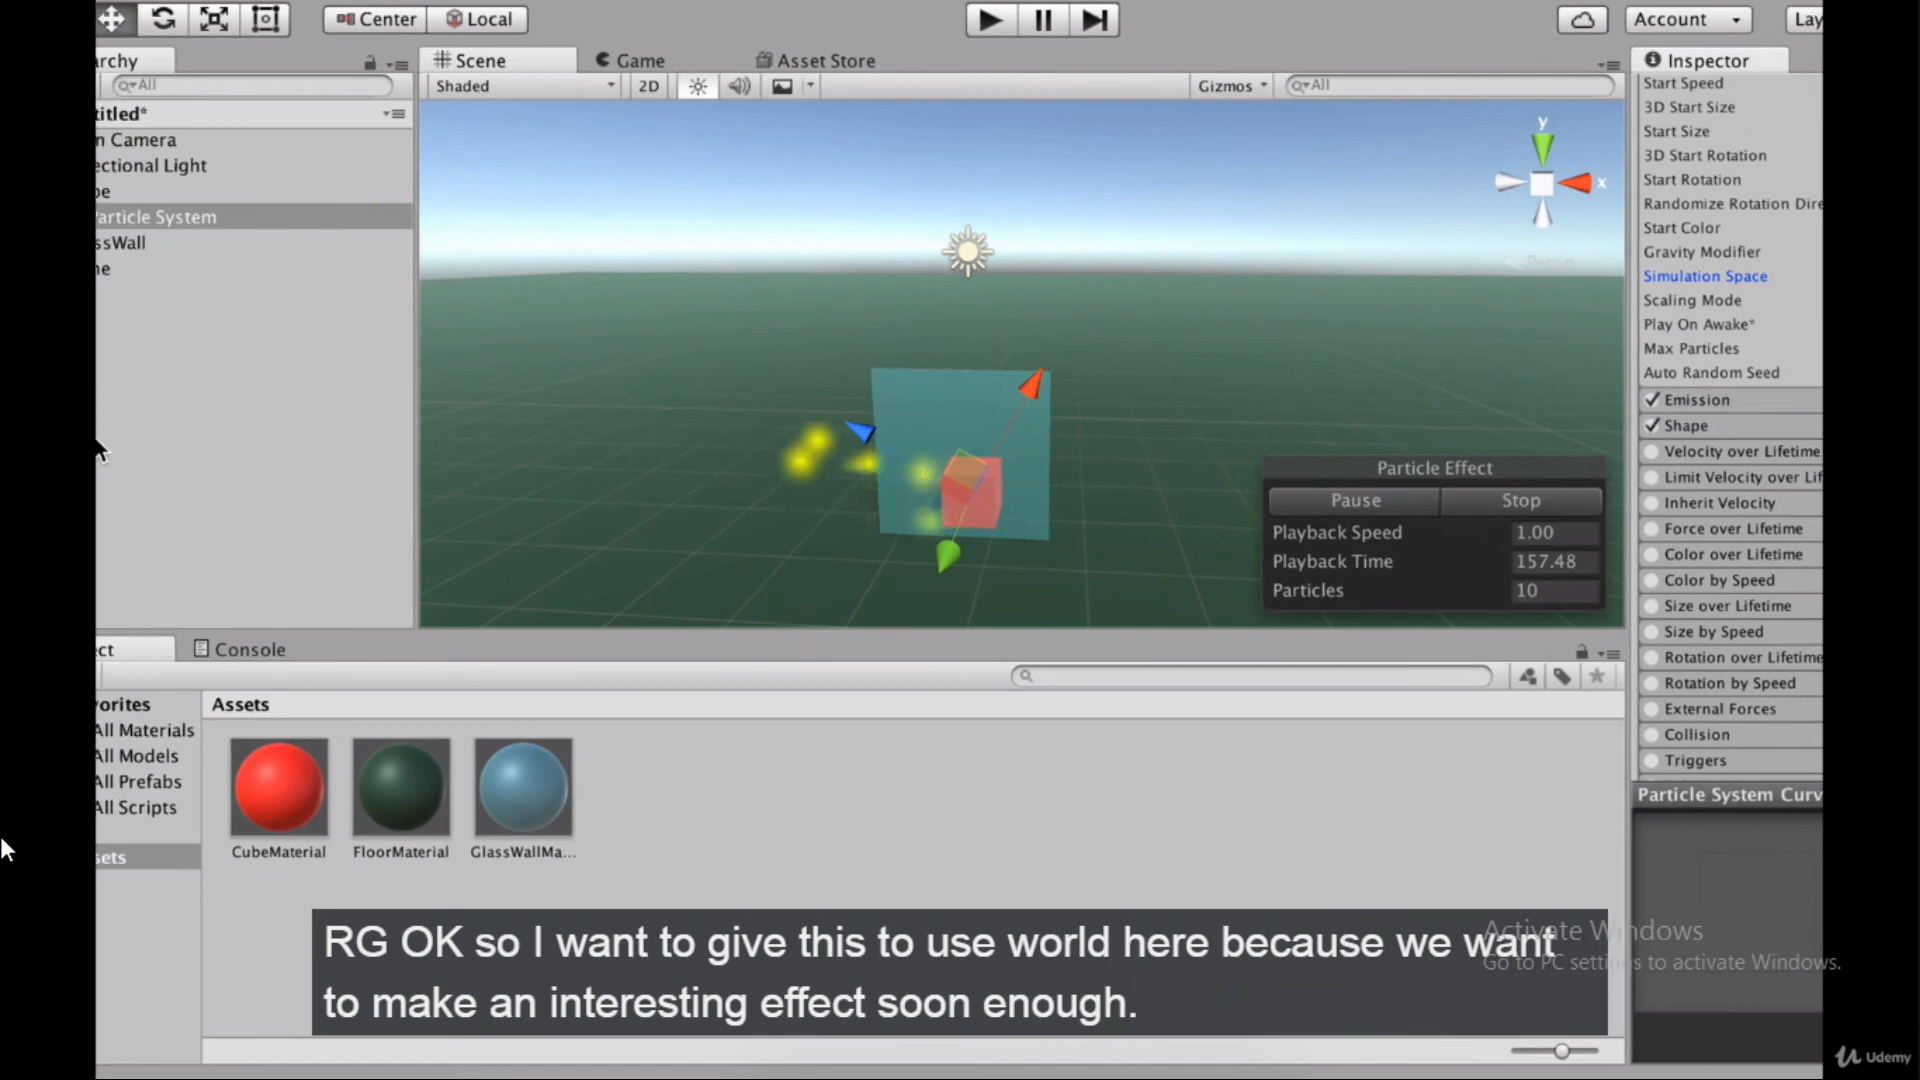 Center
Local
Account
Lay
archy
Scene
Game
Asset Store
Inspector
All
Shaded
2D
Gizmos
All
titled*
n Camera
ectional Light
be
Particle System
ssWall
ne
y
x
Persp
Start Speed
3D Start Size
Start Size
3D Start Rotation
Start Rotation
Randomize Rotation Dire
Start Color
Gravity Modifier
Simulation Space
Scaling Mode
Play On Awake*
Max Particles
Auto Random Seed
Emission
Shape
Velocity over Lifetime
Limit Velocity over Lif
Inherit Velocity
Force over Lifetime
Color over Lifetime
Color by Speed
Size over Lifetime
Size by Speed
Rotation over Lifetime
Rotation by Speed
External Forces
Collision
Triggers
Particle System Curv
Particle Effect
Pause
Stop
Playback Speed 1.00
Playback Time 157.48
Particles 10
ect
Console
vorites
All Materials
All Models
All Prefabs
All Scripts
sets
Assets
CubeMaterial
FloorMaterial
GlassWallMa...
RG OK so I want to give this to use world here because we want
to make an interesting effect soon enough.
Activate Windows
Go to PC settings to activate Windows.
Udemy